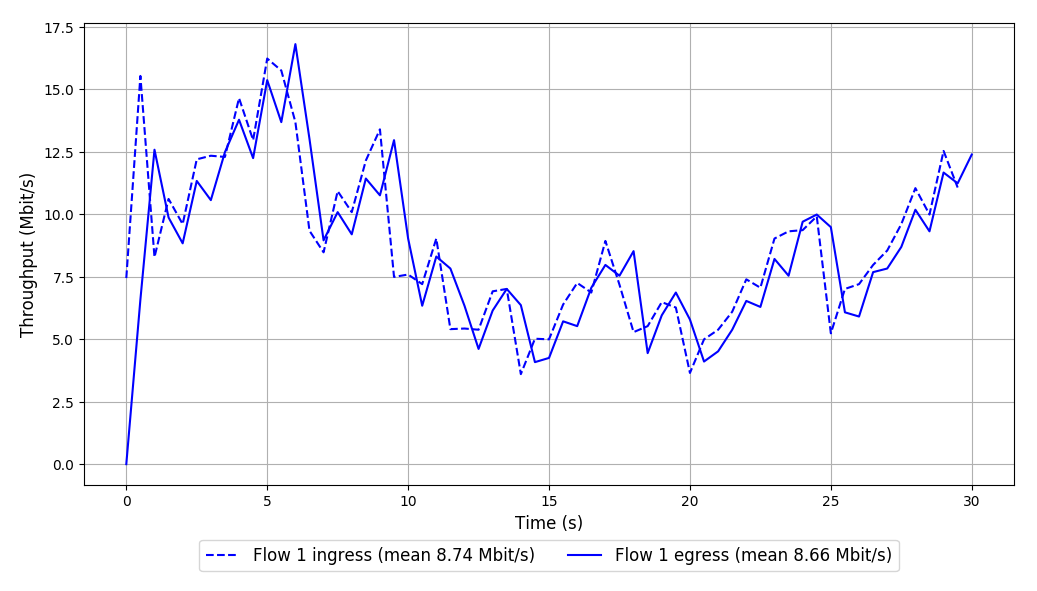 17.5
15.0
12.5
10.0
7.5
5.0
2.5
0.0
Throughput (Mbit/s)
0 5 10 15 20 25 30
Time (s)
Flow 1 ingress (mean 8.74 Mbit/s) Flow 1 egress (mean 8.66 Mbit/s)